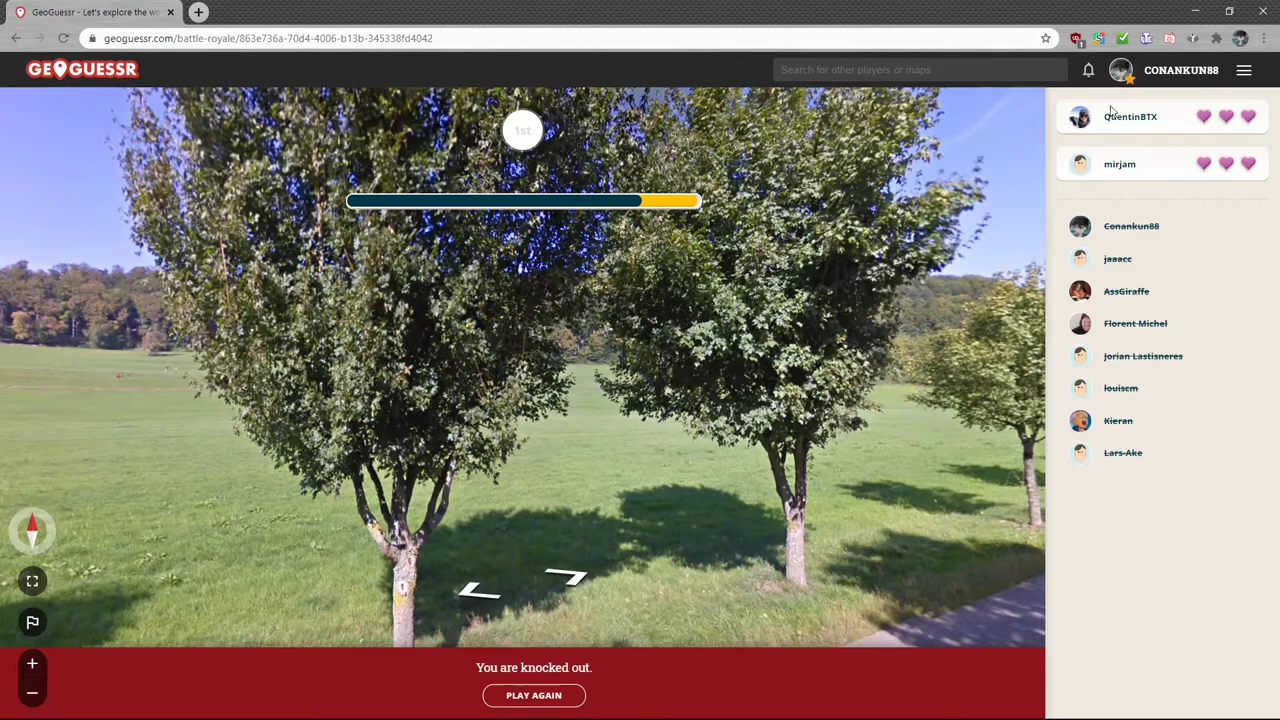 GeoGuessr - Let's explore the wo
geoguessr.com/battle-royale/863e736a-70d4-4006-b13b-345338fd4042
1
GEOGUESSR
Search for other players or maps
CONANKUN88
1st
QuentinBTX
mirjam
Conankun88
jaaacc
AssGiraffe
Florent Michel
Jorian Lastisneres
louiscm
Kieran
Lars-Ake
You are knocked out.
PLAY AGAIN